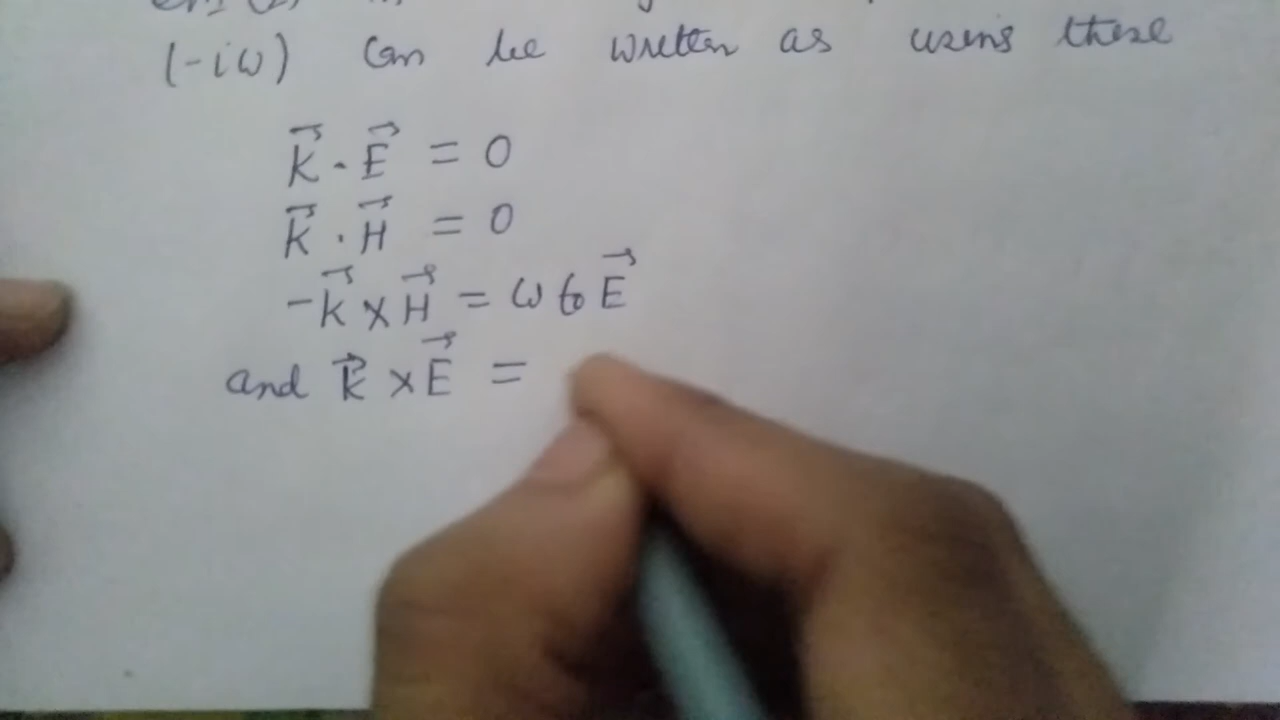 (-iω) can be written as using these
K⃗ . E⃗ = 0
K⃗ . H⃗ = 0
-K⃗ × H⃗ = ω ϵ₀ E⃗
and K⃗ × E⃗ =